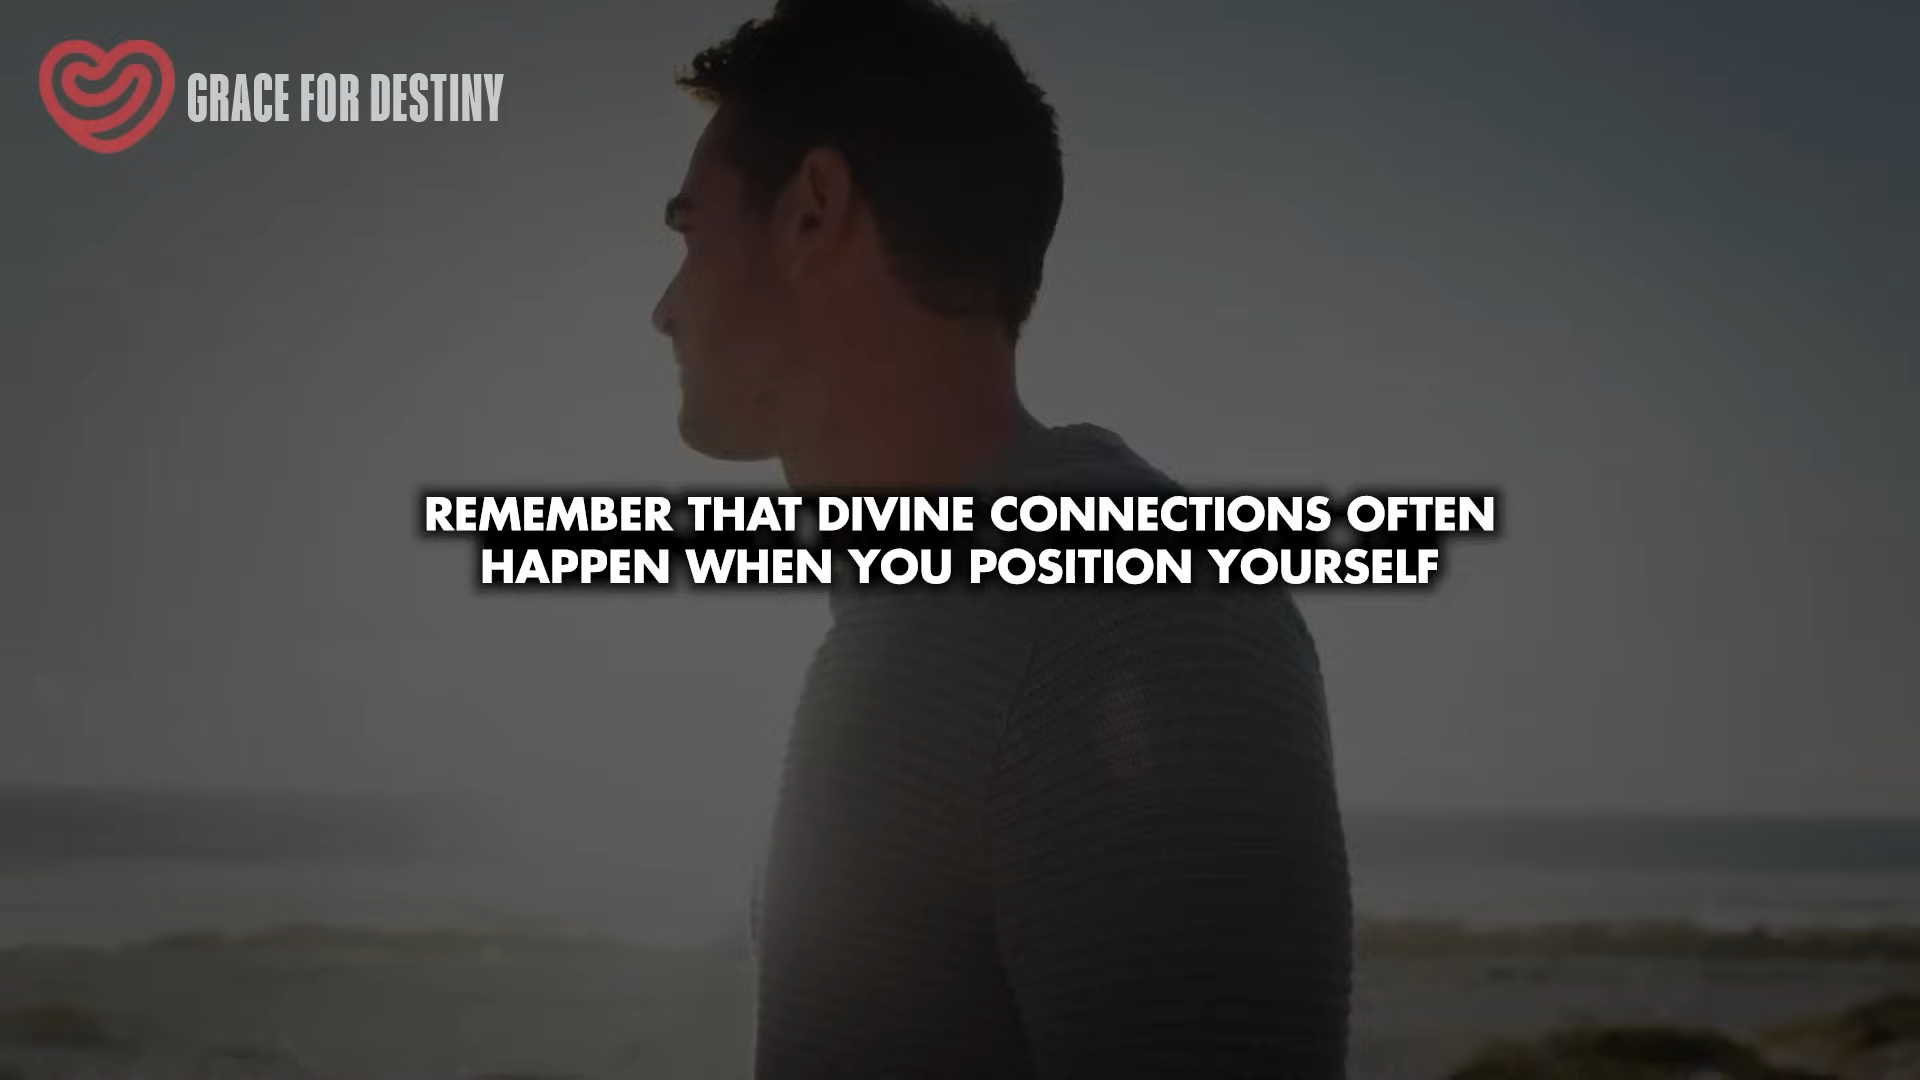 GRACE FOR DESTINY
REMEMBER THAT DIVINE CONNECTIONS OFTEN
HAPPEN WHEN YOU POSITION YOURSELF